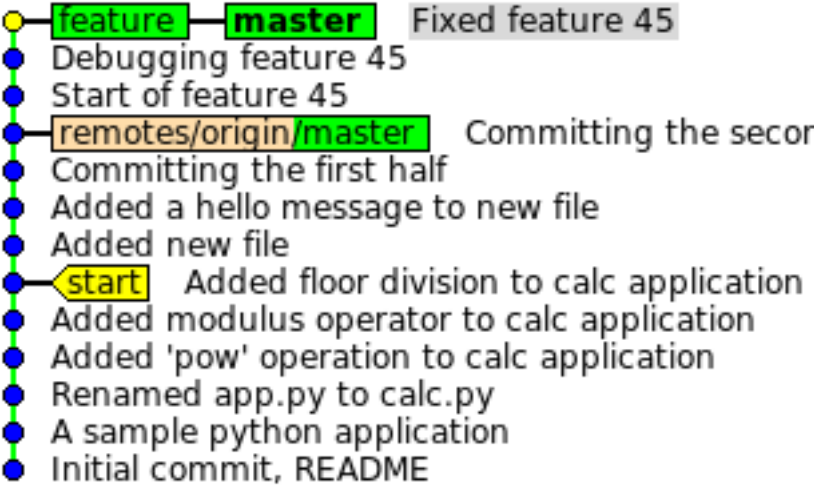 feature master Fixed feature 45
Debugging feature 45
Start of feature 45
remotes/origin/master Committing the
Committing the first half
Added a hello message to new file
Added new file
start Added floor division to calc application
Added modulus operator to calc application
Added 'pow' operation to calc application
Renamed app.py to calc.py
A sample python application
Initial commit, README